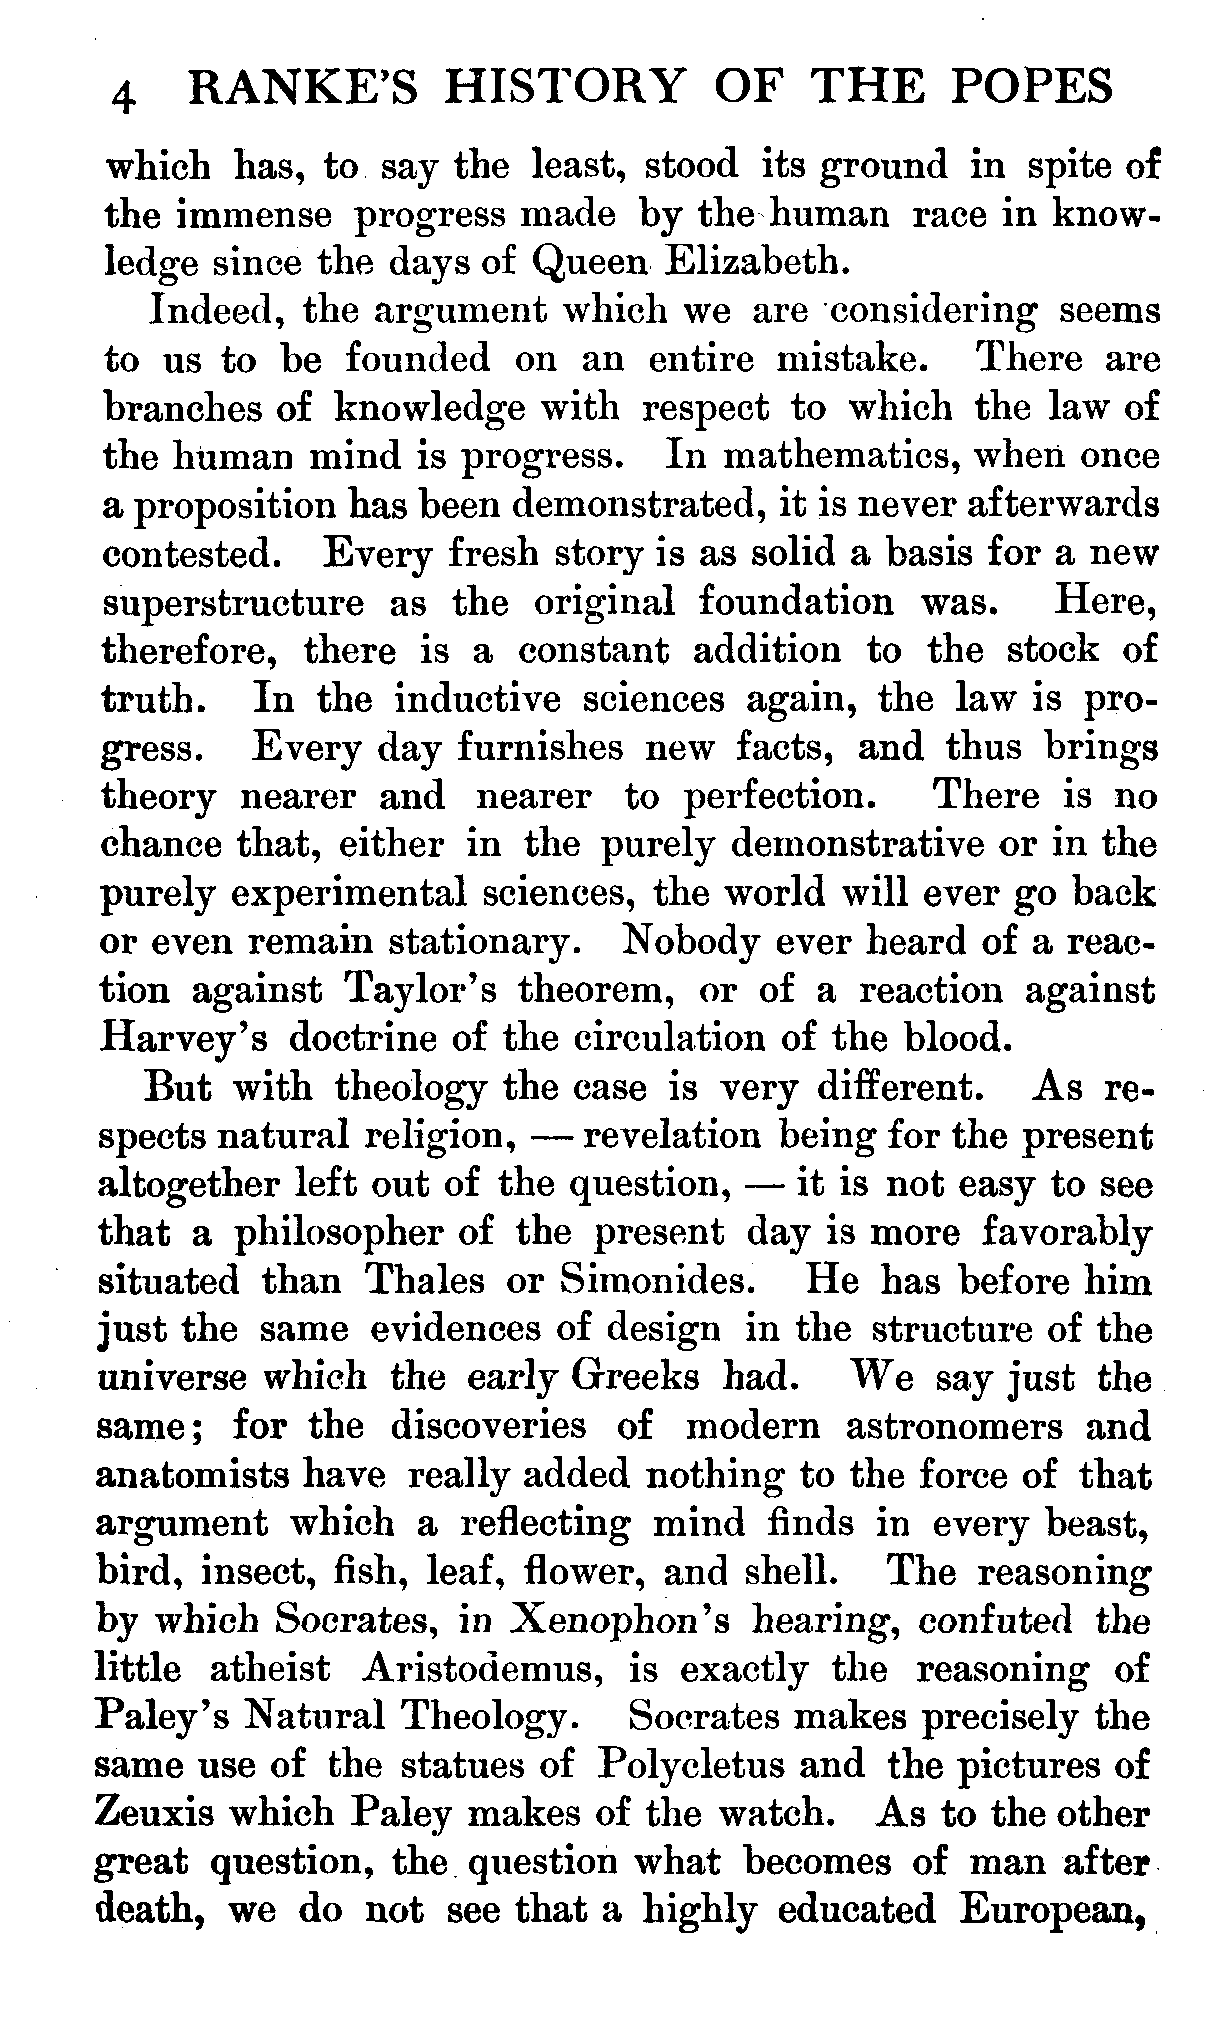 4 RANKE'S HISTORY OF THE POPES
which has, to say the least, stood its ground in spite of
the immense progress made by the human race in know-
ledge since the days of Queen Elizabeth.
Indeed, the argument which we are considering seems
to us to be founded on an entire mistake. There are
branches of knowledge with respect to which the law of
the human mind is progress. In mathematics, when once
a proposition has been demonstrated, it is never afterwards
contested. Every fresh story is as solid a basis for a new
superstructure as the original foundation was. Here,
therefore, there is a constant addition to the stock of
truth. In the inductive sciences again, the law is pro-
gress. Every day furnishes new facts, and thus brings
theory nearer and nearer to perfection. There is no
chance that, either in the purely demonstrative or in the
purely experimental sciences, the world will ever go back
or even remain stationary. Nobody ever heard of a reac-
tion against Taylor's theorem, or of a reaction against
Harvey's doctrine of the circulation of the blood.
But with theology the case is very different. As re-
spects natural religion, — revelation being for the present
altogether left out of the question, — it is not easy to see
that a philosopher of the present day is more favorably
situated than Thales or Simonides. He has before him
just the same evidences of design in the structure of the
universe which the early Greeks had. We say just the
same; for the discoveries of modern astronomers and
anatomists have really added nothing to the force of that
argument which a reflecting mind finds in every beast,
bird, insect, fish, leaf, flower, and shell. The reasoning
by which Socrates, in Xenophon's hearing, confuted the
little atheist Aristodemus, is exactly the reasoning of
Paley's Natural Theology. Socrates makes precisely the
same use of the statues of Polycletus and the pictures of
Zeuxis which Paley makes of the watch. As to the other
great question, the question what becomes of man after
death, we do not see that a highly educated European,